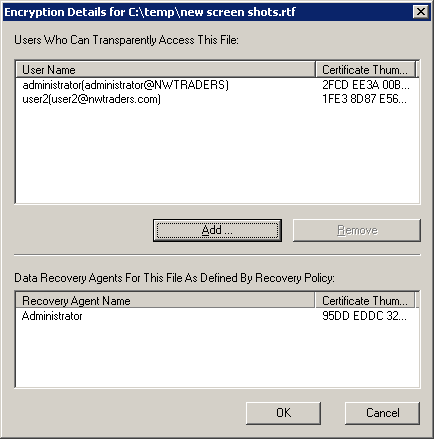 Encryption Details for C:\temp\new screen shots.rtf
Users Who Can Transparently Access This File:
User Name Certificate Thum...
administrator(administrator@NWTRADERS) 2FCD EE3A 00B...
user2(user2@nwtraders.com) 1FE3 8D87 E56...
Add ... Remove
Data Recovery Agents For This File As Defined By Recovery Policy:
Recovery Agent Name Certificate Thum...
Administrator 95DD EDDC 32...
OK Cancel